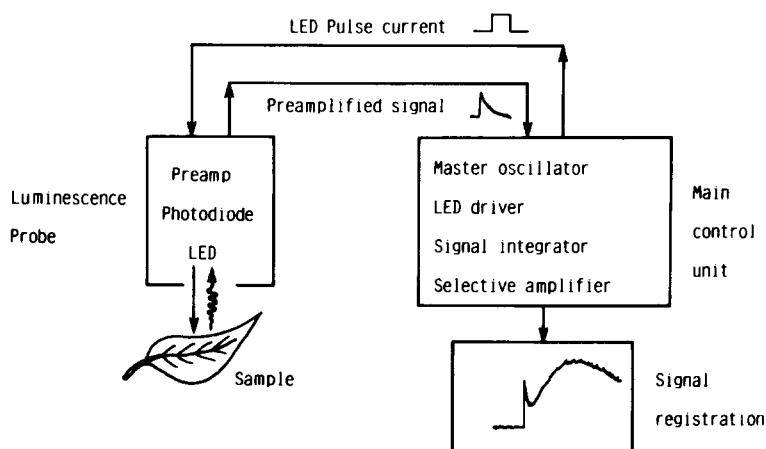 LED Pulse current
Preamplified signal
Luminescence
Probe
Preamp
Photodiode
LED
Sample
Master oscillator
LED driver
Signal integrator
Selective amplifier
Main
control
unit
Signal
registration